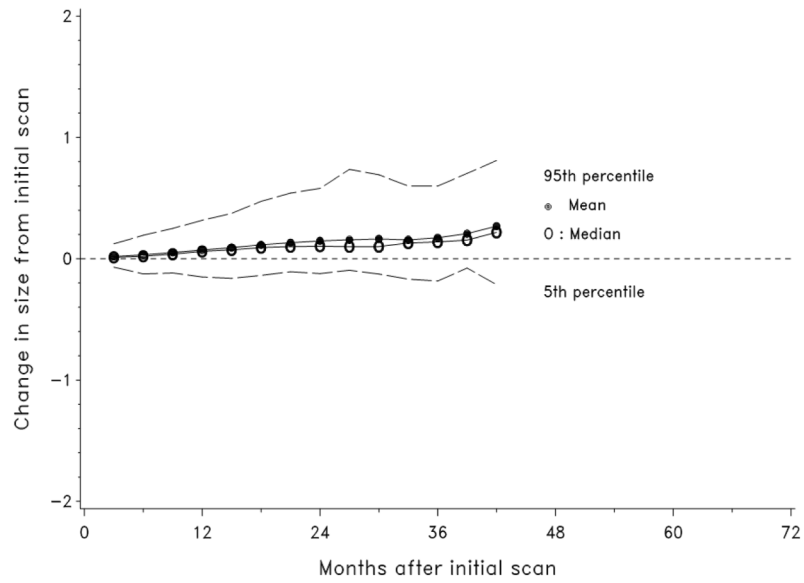 Change in size from initial scan
2
1
0
−1
−2
95th percentile
Mean
O : Median
5th percentile
0 12 24 36 48 60 72
Months after initial scan